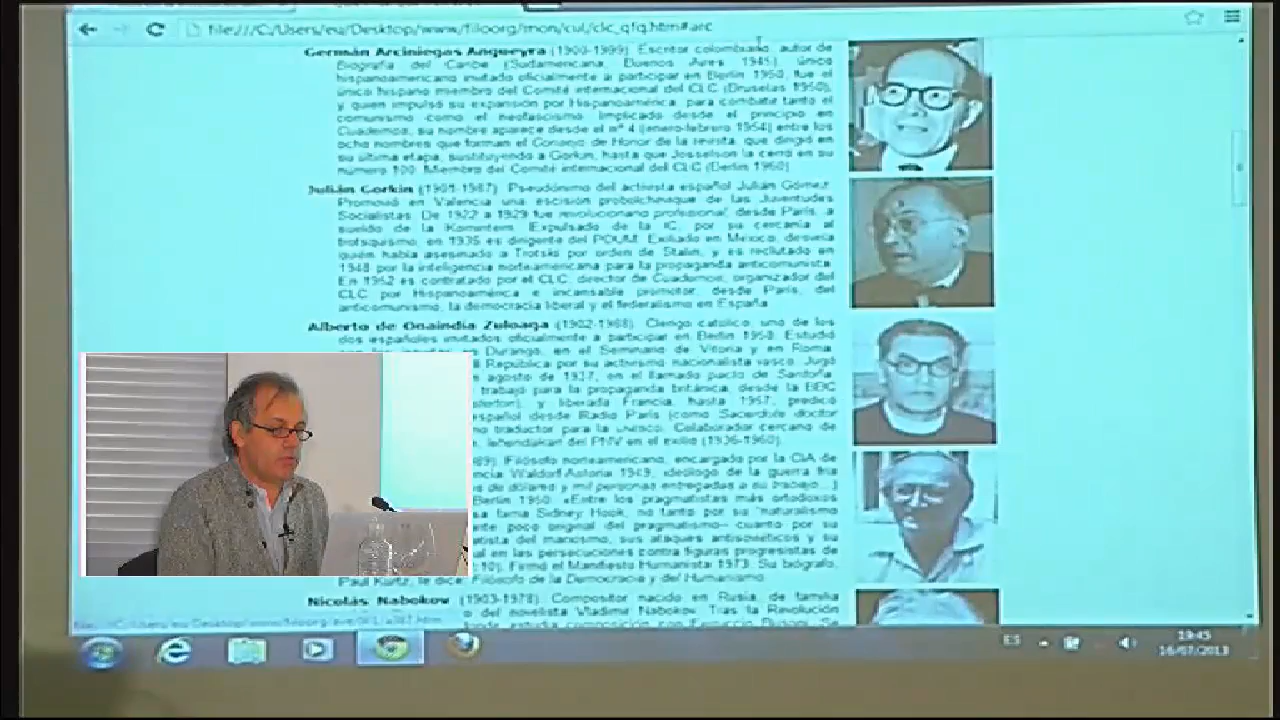 file:///C:/Users/eu/Desktop/www/filoorg/mon/cul/clc_qfq.htm#arc
Germán Arciniegas Angueyra (1900-1999). Escritor colombiano, autor de
Biografía del Caribe (Sudamericana, Buenos Aires 1945), único
hispanoamericano invitado oficialmente a participar en Berlín 1950, fue el
único hispano miembro del Comité internacional del CLC (Bruselas 1950),
y quien impulsó su expansión por Hispanoamérica, para combatir tanto el
comunismo como el neofascismo. Implicado desde el principio en
Cuadernos, su nombre aparece desde el nº 4 (enero-febrero 1954) entre los
ocho nombres que forman el Consejo de Honor de la revista, que dirigió en
su última etapa, sustituyendo a Gorkin, hasta que Josselson la cerró en su
número 100. Miembro del Comité internacional del CLC (Berlín 1960).
Julián Gorkin (1901-1987). Pseudónimo del activista español Julián Gómez.
Promovió en Valencia una escisión probolchevique de las Juventudes
Socialistas. De 1922 a 1929 fue revolucionario profesional, desde París, a
sueldo de la Komintern. Expulsado de la IC, por su cercanía al
trotsquismo, en 1935 es dirigente del POUM. Exiliado en México, desvela
quién había asesinado a Trotski por orden de Stalin, y es reclutado en
1948 por la inteligencia norteamericana para la propaganda anticomunista.
En 1952 es contratado por el CLC, director de Cuadernos, organizador del
CLC por Hispanoamérica e incansable promotor, desde París, del
anticomunismo, la democracia liberal y el federalismo en España.
Alberto de Onaindía Zuloaga (1902-1988). Clérigo católico, uno de los
dos españoles invitados oficialmente a participar en Berlín 1950. Estudió
en Durango, en el Seminario de Vitoria y en Roma.
República por su activismo nacionalista vasco. Jugó
agosto de 1937, en el llamado pacto de Santoña.
trabajó para la propaganda británica, desde la BBC
y, liberada Francia, hasta 1957, predicó
español desde Radio París (como Sacerdote doctor
traductor para la Unesco. Colaborador cercano de
lehendakari del PNV en el exilio (1936-1960).
Filósofo norteamericano, encargado por la CIA de
Waldorf Astoria 1949, ideólogo de la guerra fría
de dólares y mil personas entregadas a su trabajo...]
Berlín 1950. «Entre los pragmatistas más ortodoxos
fama Sidney Hook, no tanto por su "naturalismo
poco original del pragmatismo– cuanto por su
del marxismo, sus ataques antisoviéticos y su
en las persecuciones contra figuras progresistas de
Firmó el Manifiesto Humanista 1973. Su biógrafo,
Paul Kurtz, le dice: Filósofo de la Democracia y del Humanismo.
Nicolás Nabokov (1903-1978). Compositor nacido en Rusia, de familia
del novelista Vladimir Nabokov. Tras la Revolución
estudia composición con Ferruccio Busoni. Se
ES
19:45
16/07/2013